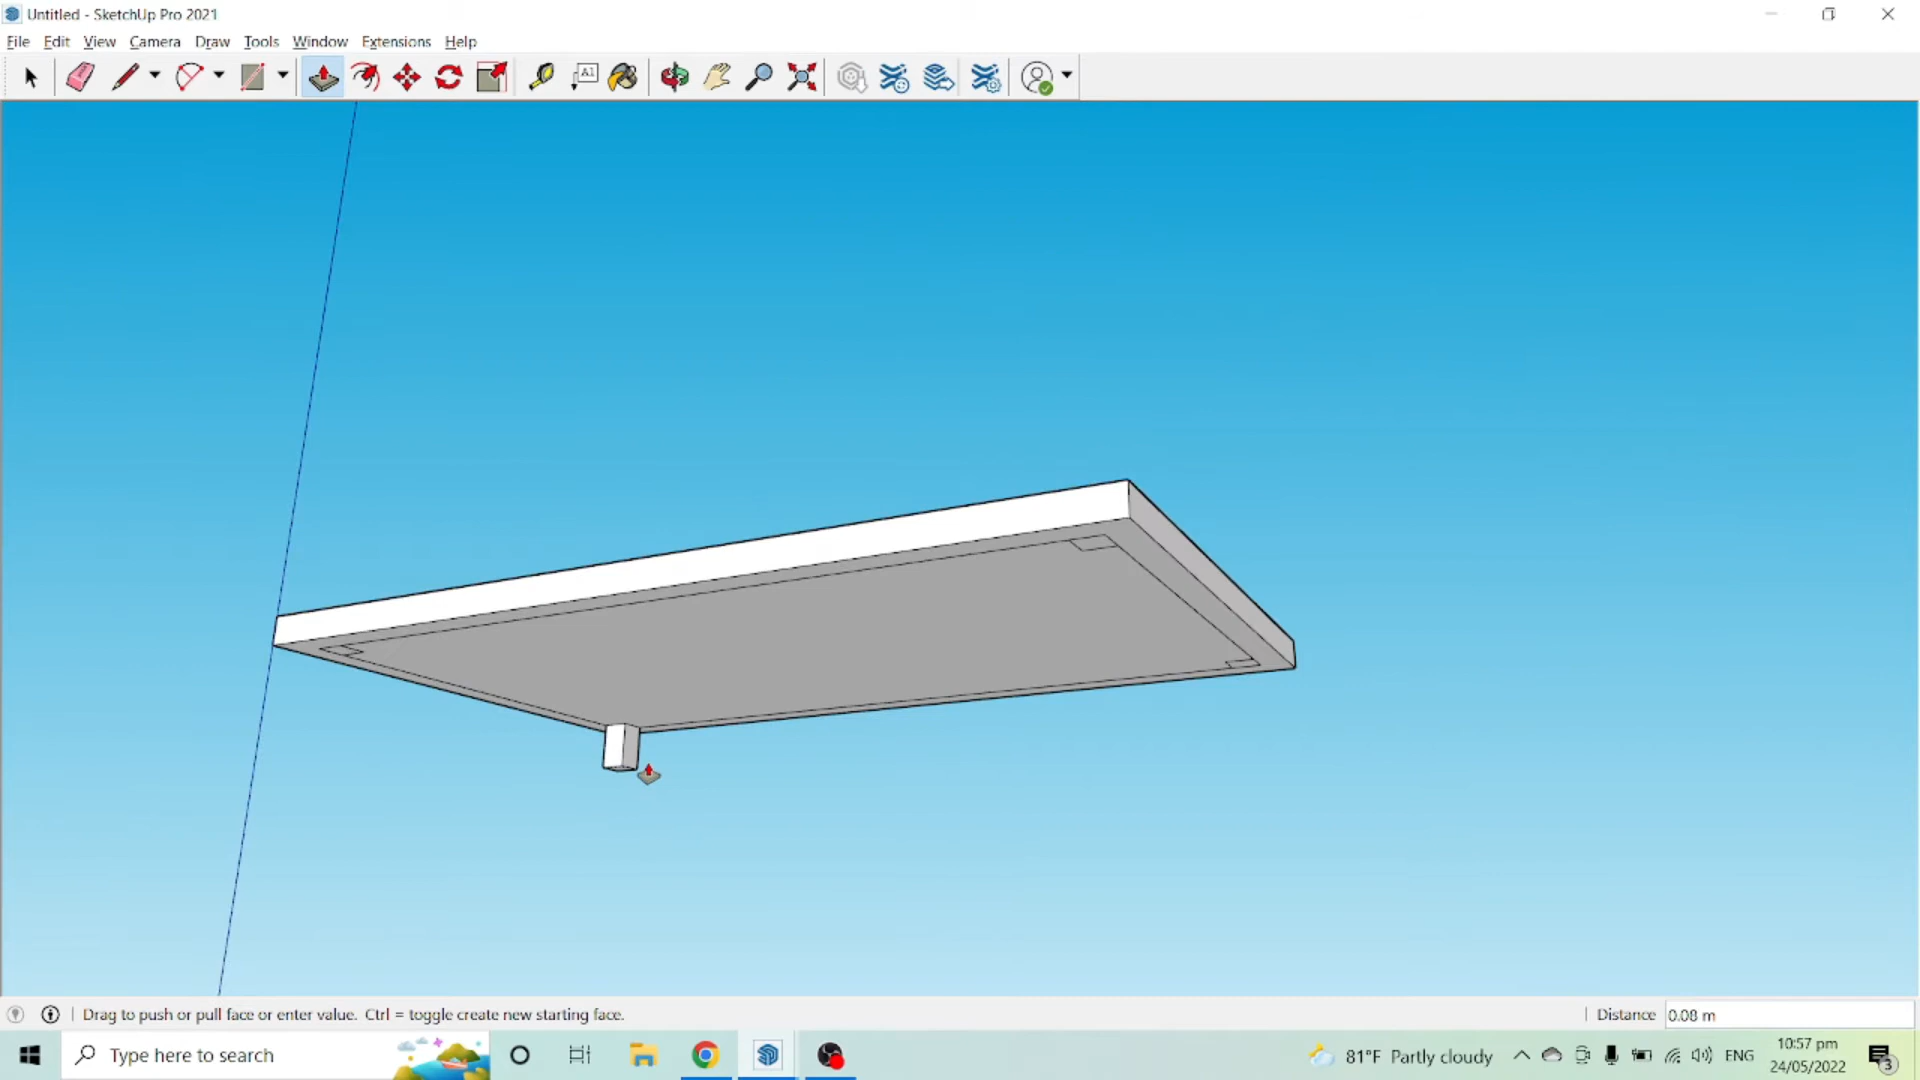 Untitled - SketchUp Pro 2021
File Edit View Camera Draw Tools Window Extensions Help
A1
Drag to push or pull face or enter value. Ctrl = toggle create new starting face.
Distance 0.08 m
Type here to search
81°F Partly cloudy
ENG
10:57 pm
24/05/2022
3